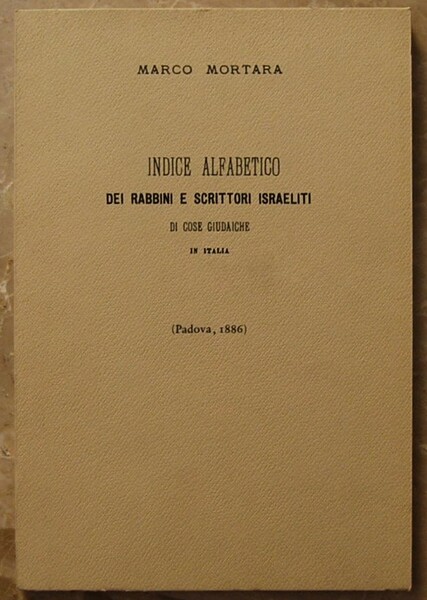 MARCO MORTARA
INDICE ALFABETICO
DEI RABBINI E SCRITTORI ISRAELITI
DI COSE GIUDAICHE
IN ITALIA
(Padova, 1886)